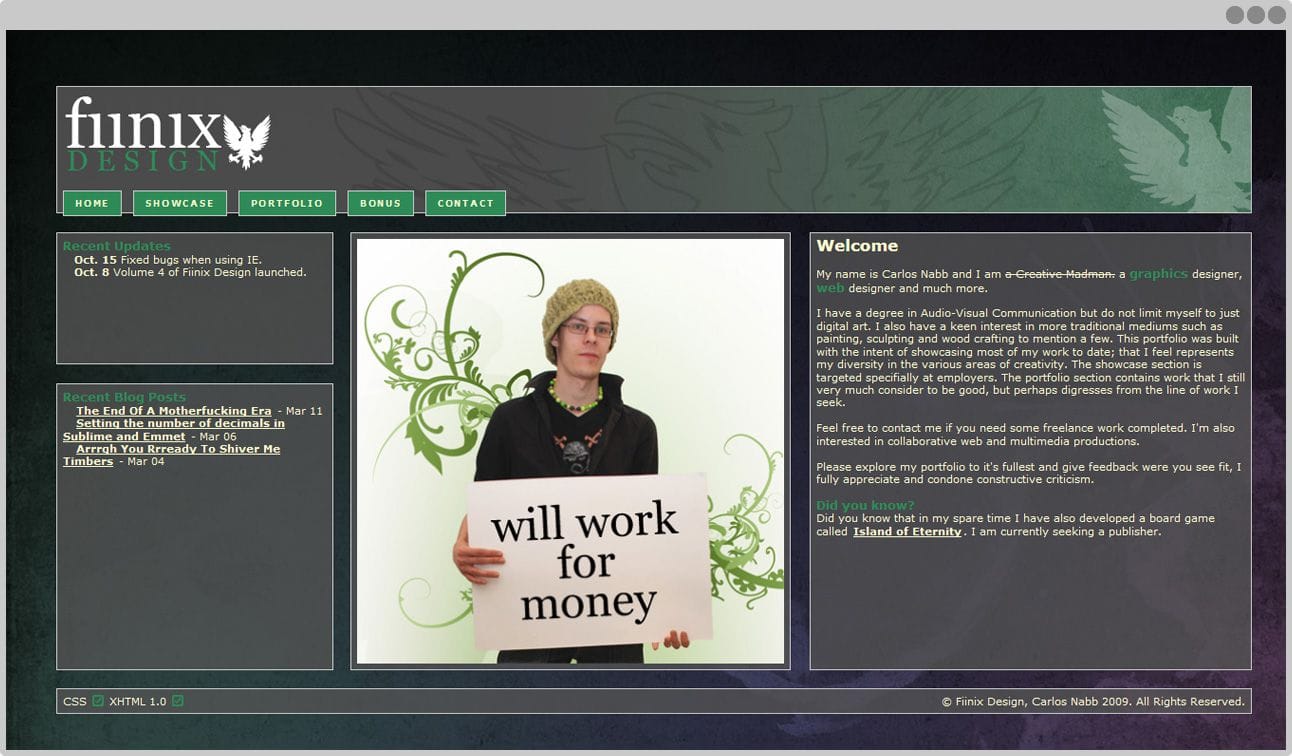 fiinix
DESIGN
HOME SHOWCASE PORTFOLIO BONUS CONTACT
Recent Updates
Oct. 15 Fixed bugs when using IE.
Oct. 8 Volume 4 of Fiinix Design launched.
Recent Blog Posts
The End Of A Motherfucking Era - Mar 11
Setting the number of decimals in
Sublime and Emmet - Mar 06
Arrrgh You Rrready To Shiver Me
Timbers - Mar 04
will work
for
money
Welcome
My name is Carlos Nabb and I am a Creative Madman. a graphics designer,
web designer and much more.
I have a degree in Audio-Visual Communication but do not limit myself to just
digital art. I also have a keen interest in more traditional mediums such as
painting, sculpting and wood crafting to mention a few. This portfolio was built
with the intent of showcasing most of my work to date; that I feel represents
my diversity in the various areas of creativity. The showcase section is
targeted specifially at employers. The portfolio section contains work that I still
very much consider to be good, but perhaps digresses from the line of work I
seek.
Feel free to contact me if you need some freelance work completed. I'm also
interested in collaborative web and multimedia productions.
Please explore my portfolio to it's fullest and give feedback were you see fit, I
fully appreciate and condone constructive criticism.
Did you know?
Did you know that in my spare time I have also developed a board game
called Island of Eternity. I am currently seeking a publisher.
CSS XHTML 1.0
© Fiinix Design, Carlos Nabb 2009. All Rights Reserved.